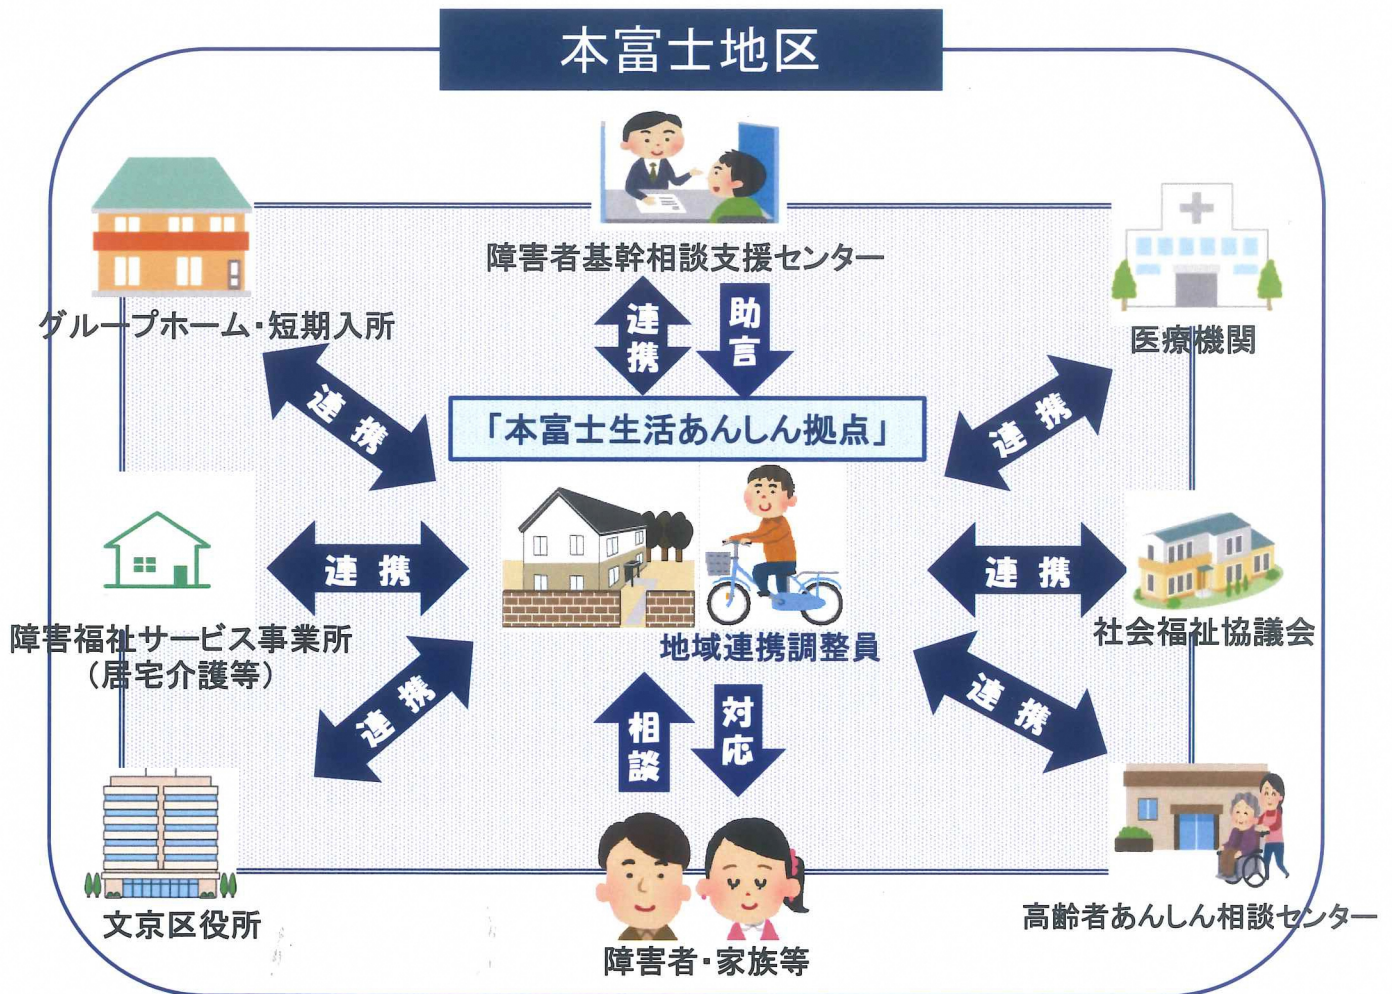 本富士地区
障害者基幹相談支援センター
グループホーム・短期入所
医療機関
連携
助言
連携
連携
「本富士生活あんしん拠点」
連携
連携
障害福祉サービス事業所
(居宅介護等)
社会福祉協議会
地域連携調整員
連携
連携
相談
対応
文京区役所
高齢者あんしん相談センター
障害者・家族等